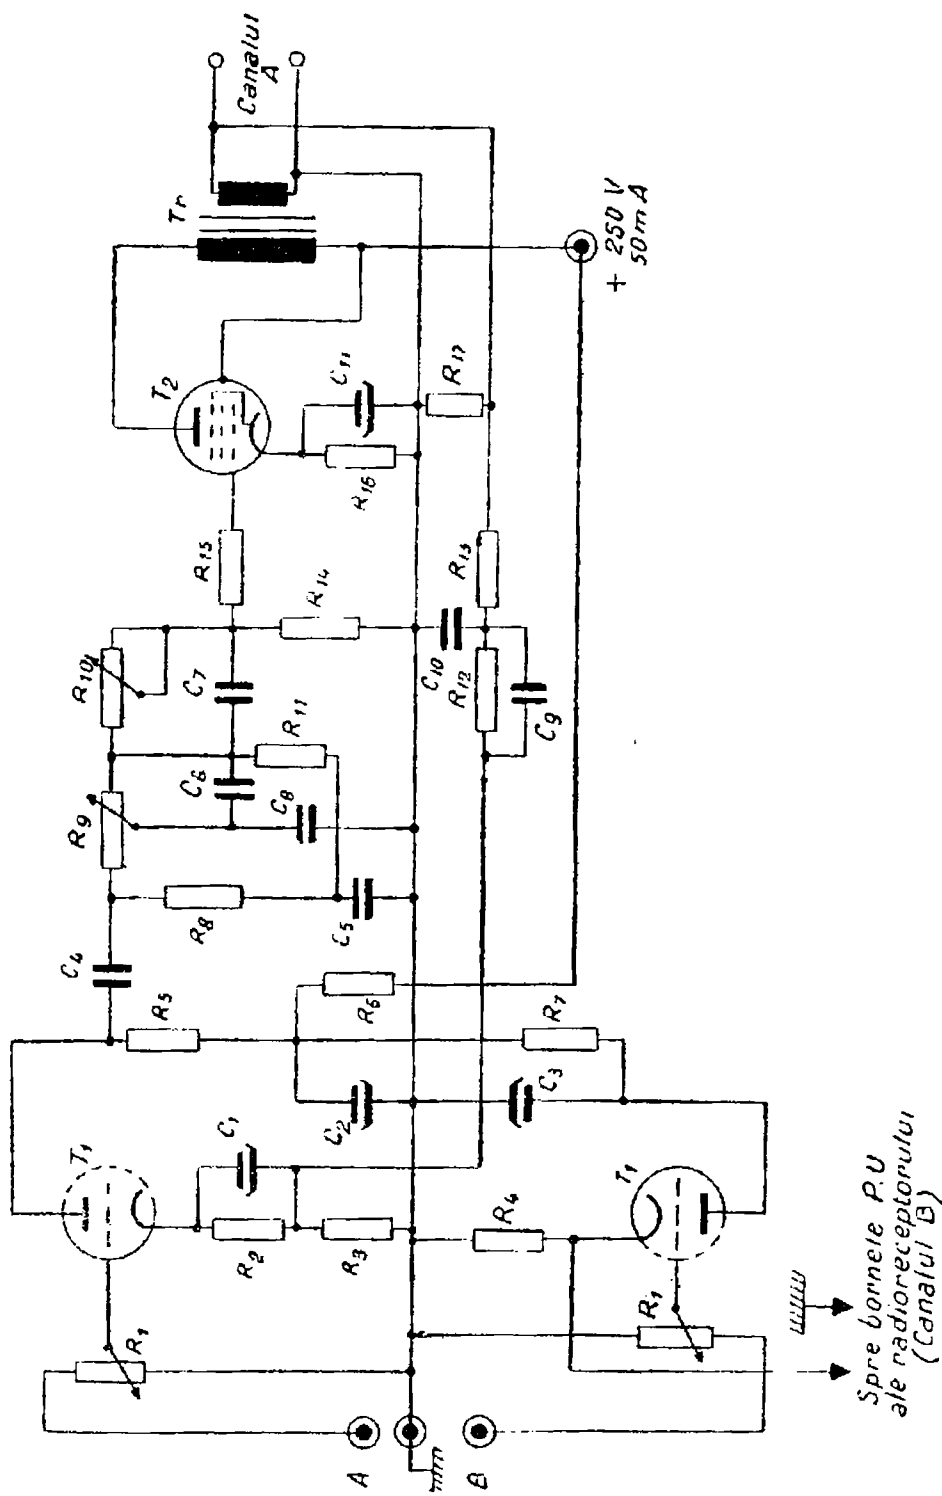 T1
C4
R9
R10
R1
R5
C6
C7
T2
Tr
R8
R15
Canalul
A
C1
R2
C8
R11
R14
A
R3
C2
C5
R6
R16
C11
C10
R12
R13
R17
B
R4
C3
R7
C9
+ 250 V
50mA
R1
T1
Spre bornele P.U
ale radioreceptorului
(Canalul B)